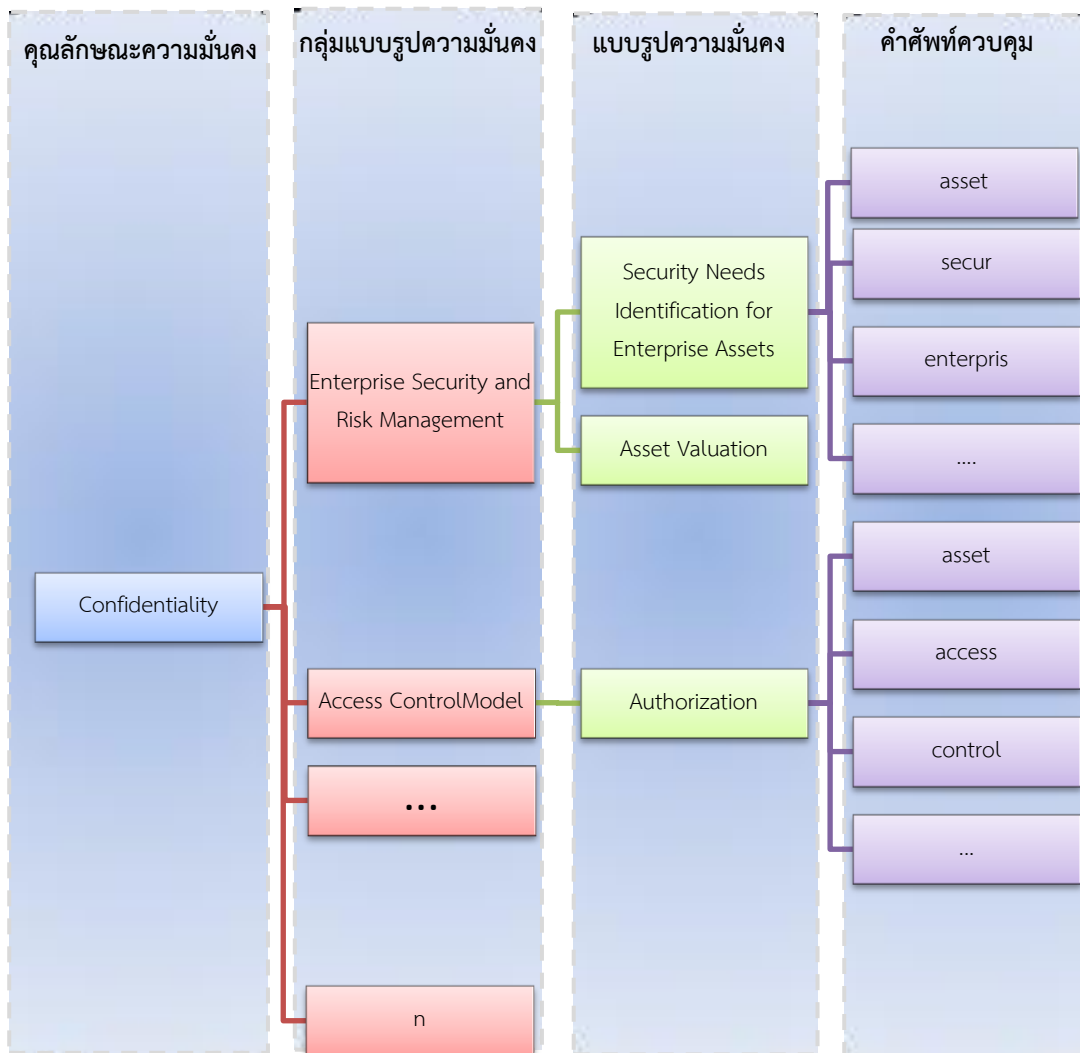 คุณลักษณะความมั่นคง
กลุ่มแบบรูปความมั่นคง
แบบรูปความมั่นคง
คำศัพท์ควบคุม
Confidentiality
Enterprise Security and
Risk Management
Access ControlModel
...
n
Security Needs
Identification for
Enterprise Assets
Asset Valuation
Authorization
asset
secur
enterpris
....
asset
access
control
...